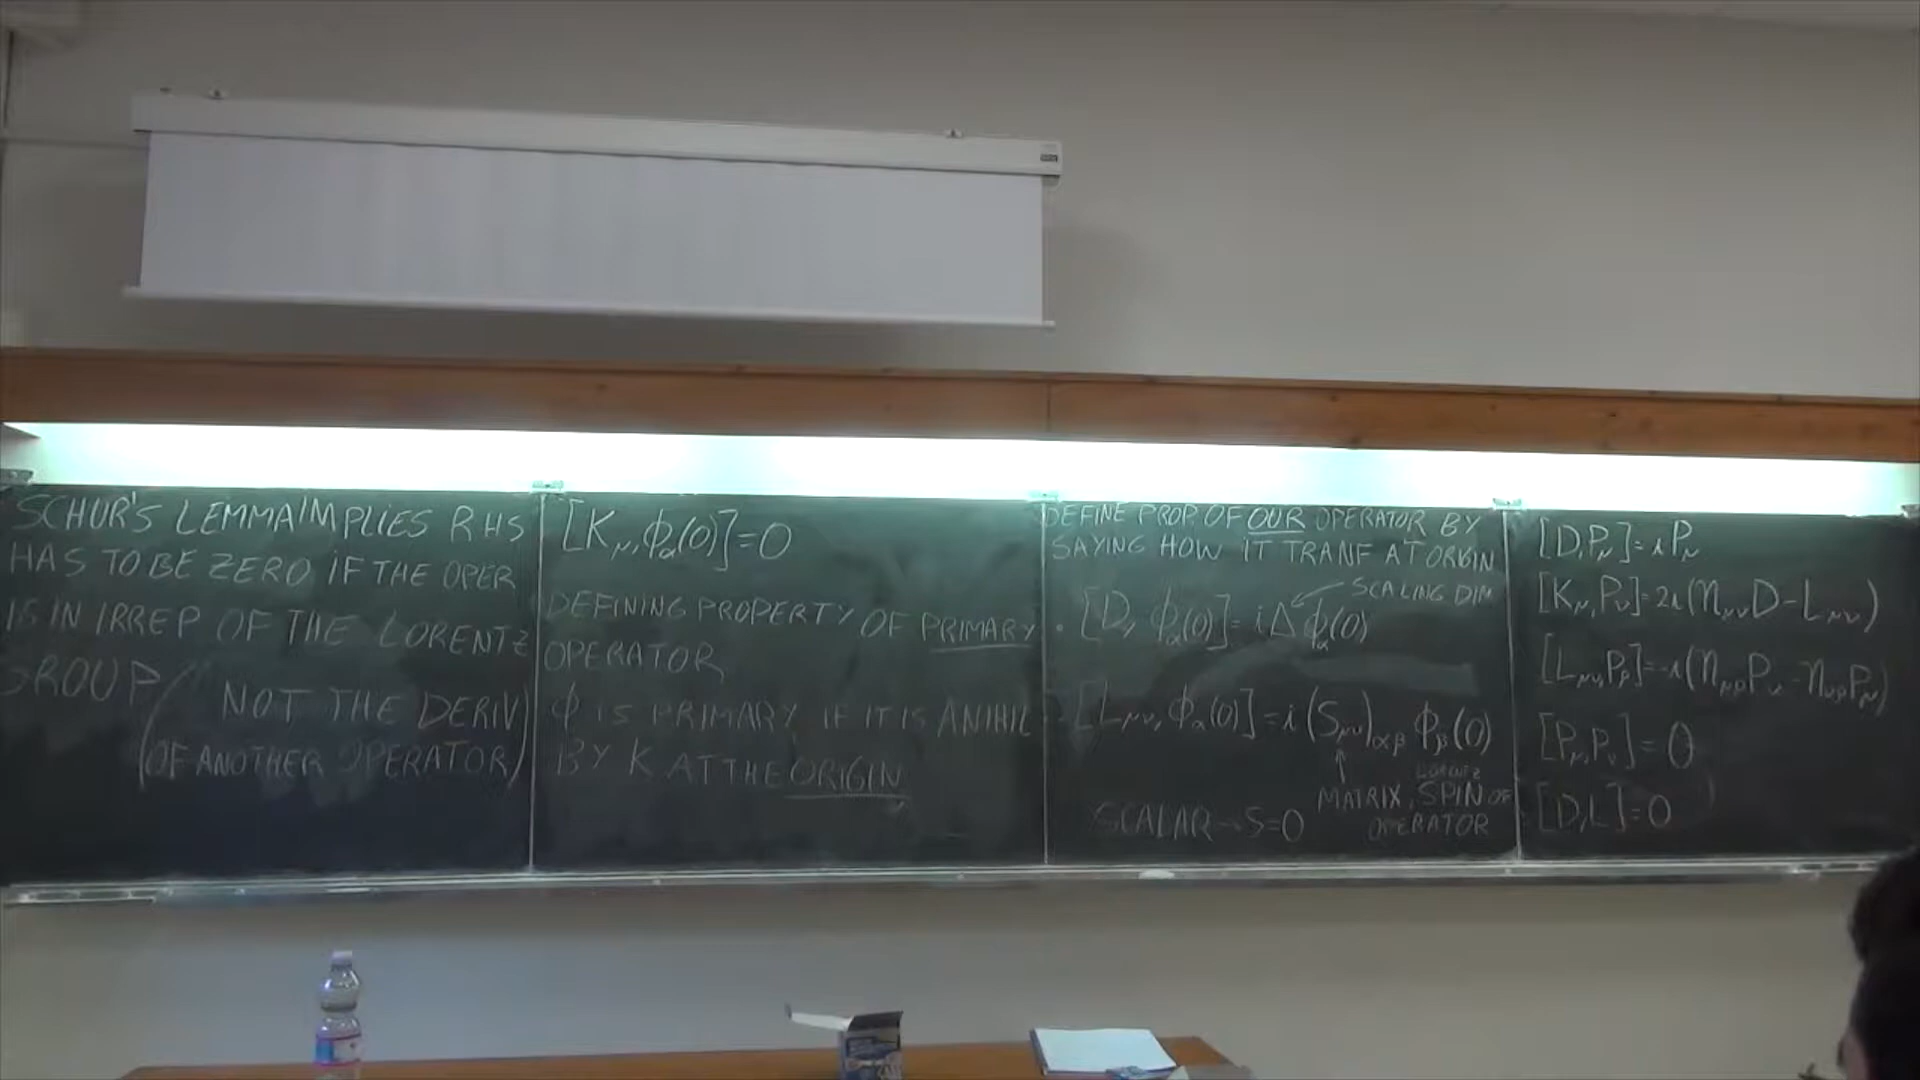 SCHUR'S LEMMA IMPLIES RHS
HAS TO BE ZERO IF THE OPER
IS IN IRREP OF THE LORENTZ
GROUP ( NOT THE DERIV
OF ANOTHER OPERATOR)
[K_μ, ϕ_α(0)] = 0
DEFINING PROPERTY OF PRIMARY
OPERATOR
ϕ IS PRIMARY IF IT IS ANIHIL
BY K AT THE ORIGIN
DEFINE PROP. OF OUR OPERATOR BY
SAYING HOW IT TRANF AT ORIGIN
SCALING DIM
· [D, ϕ_α(0)] = iΔ ϕ_α(0)
· [L_μν, ϕ_α(0)] = i (S_μν)_αβ ϕ_β(0)
↑ LORENTZ
MATRIX, SPIN OF
OPERATOR
SCALAR → S=0
[D, P_μ] = i P_μ
[K_μ, P_ν] = 2i(η_μν D - L_μν)
[L_μν, P_ρ] = -i(η_μρ P_ν - η_νρ P_μ)
[P_μ, P_ν] = 0
[D, L] = 0